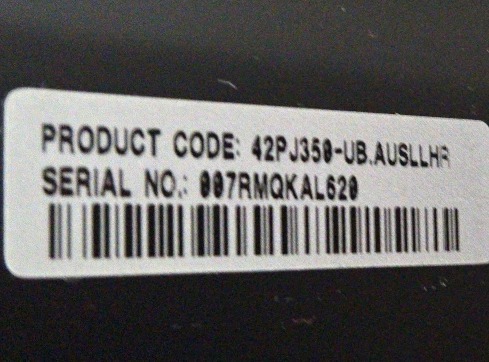 PRODUCT CODE: 42PJ350-UB.AUSLLHR
SERIAL NO.: 007RMQKAL620